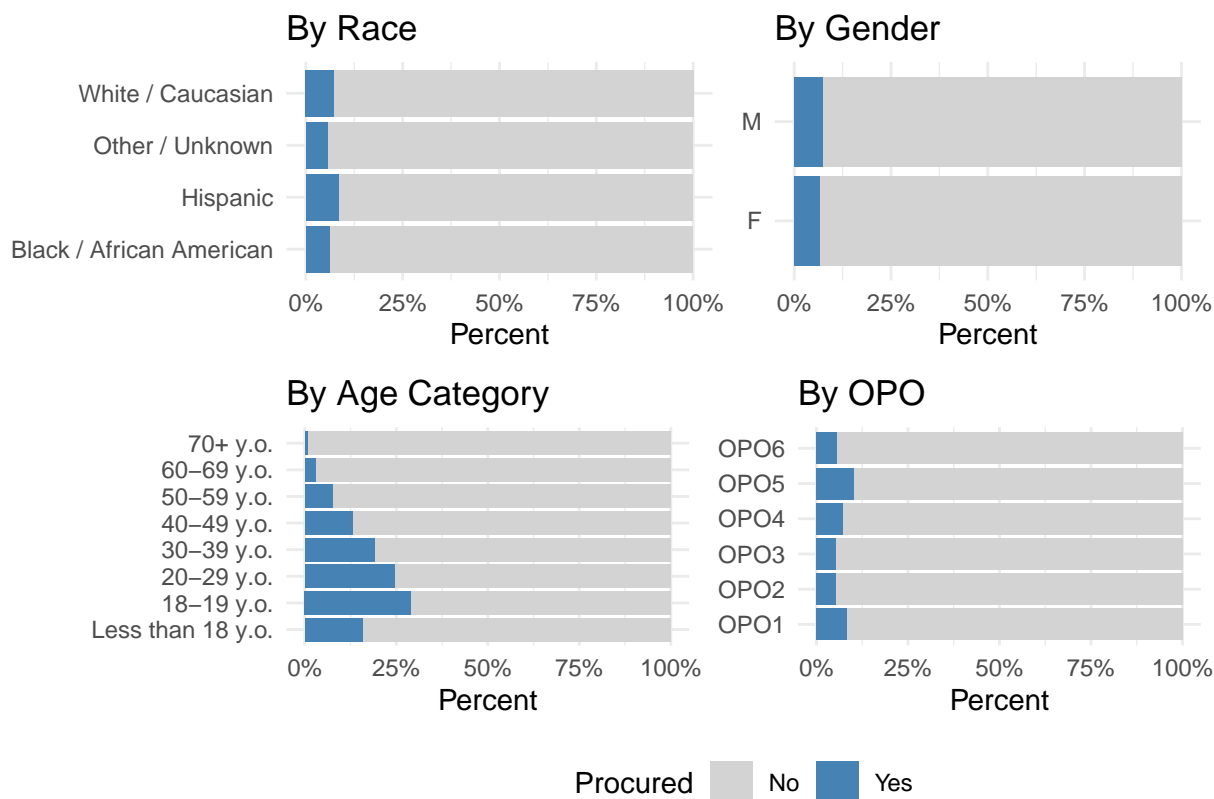 By Race
White / Caucasian
Other / Unknown
Hispanic
Black / African American
0% 25% 50% 75% 100%
Percent
By Gender
M
F
0% 25% 50% 75% 100%
Percent
By Age Category
70+ y.o.
60–69 y.o.
50–59 y.o.
40–49 y.o.
30–39 y.o.
20–29 y.o.
18–19 y.o.
Less than 18 y.o.
0% 25% 50% 75% 100%
Percent
By OPO
OPO6
OPO5
OPO4
OPO3
OPO2
OPO1
0% 25% 50% 75% 100%
Percent
Procured No Yes